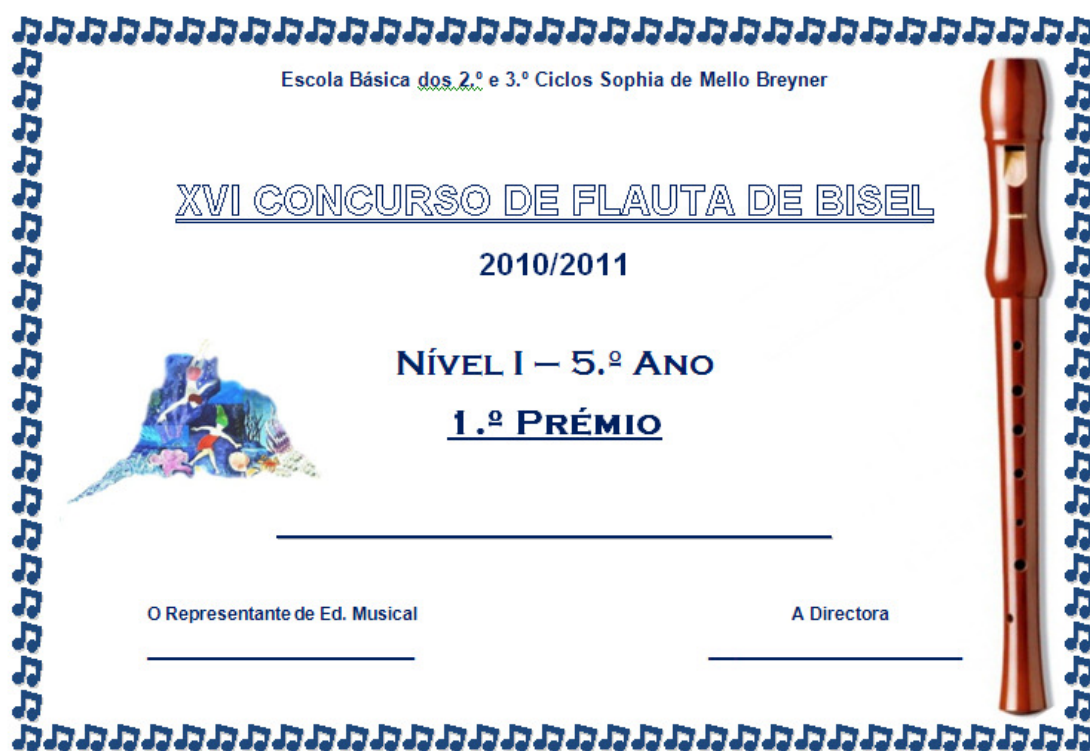 Escola Básica dos 2.º e 3.º Ciclos Sophia de Mello Breyner
XVI CONCURSO DE FLAUTA DE BISEL
2010/2011
NÍVEL I – 5.º ANO
1.º PRÉMIO
O Representante de Ed. Musical
A Directora